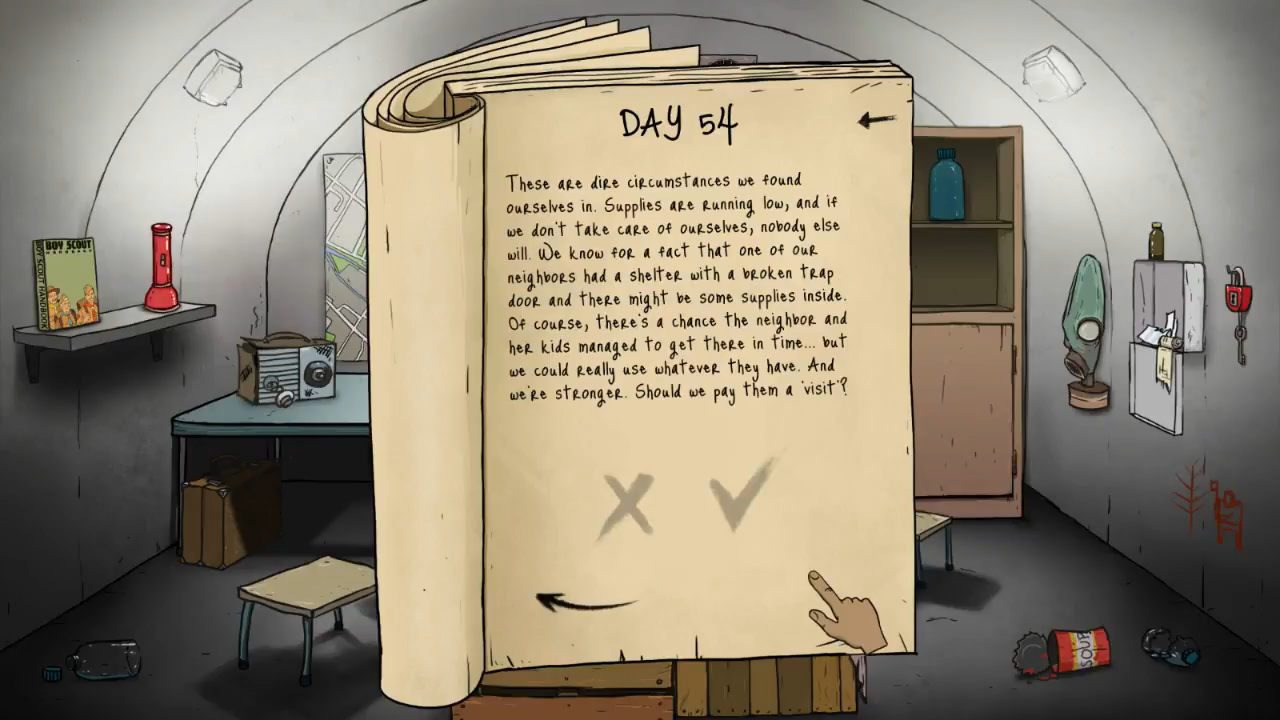 DAY 54
These are dire circumstances we found
ourselves in. Supplies are running low, and if
we don't take care of ourselves, nobody else
will. We know for a fact that one of our
neighbors had a shelter with a broken trap
door and there might be some supplies inside.
Of course, there's a chance the neighbor and
her kids managed to get there in time... but
we could really use whatever they have. And
we're stronger. Should we pay them a 'visit'?
BOY SCOUT
BOY SCOUT HANDBOOK
SOUP